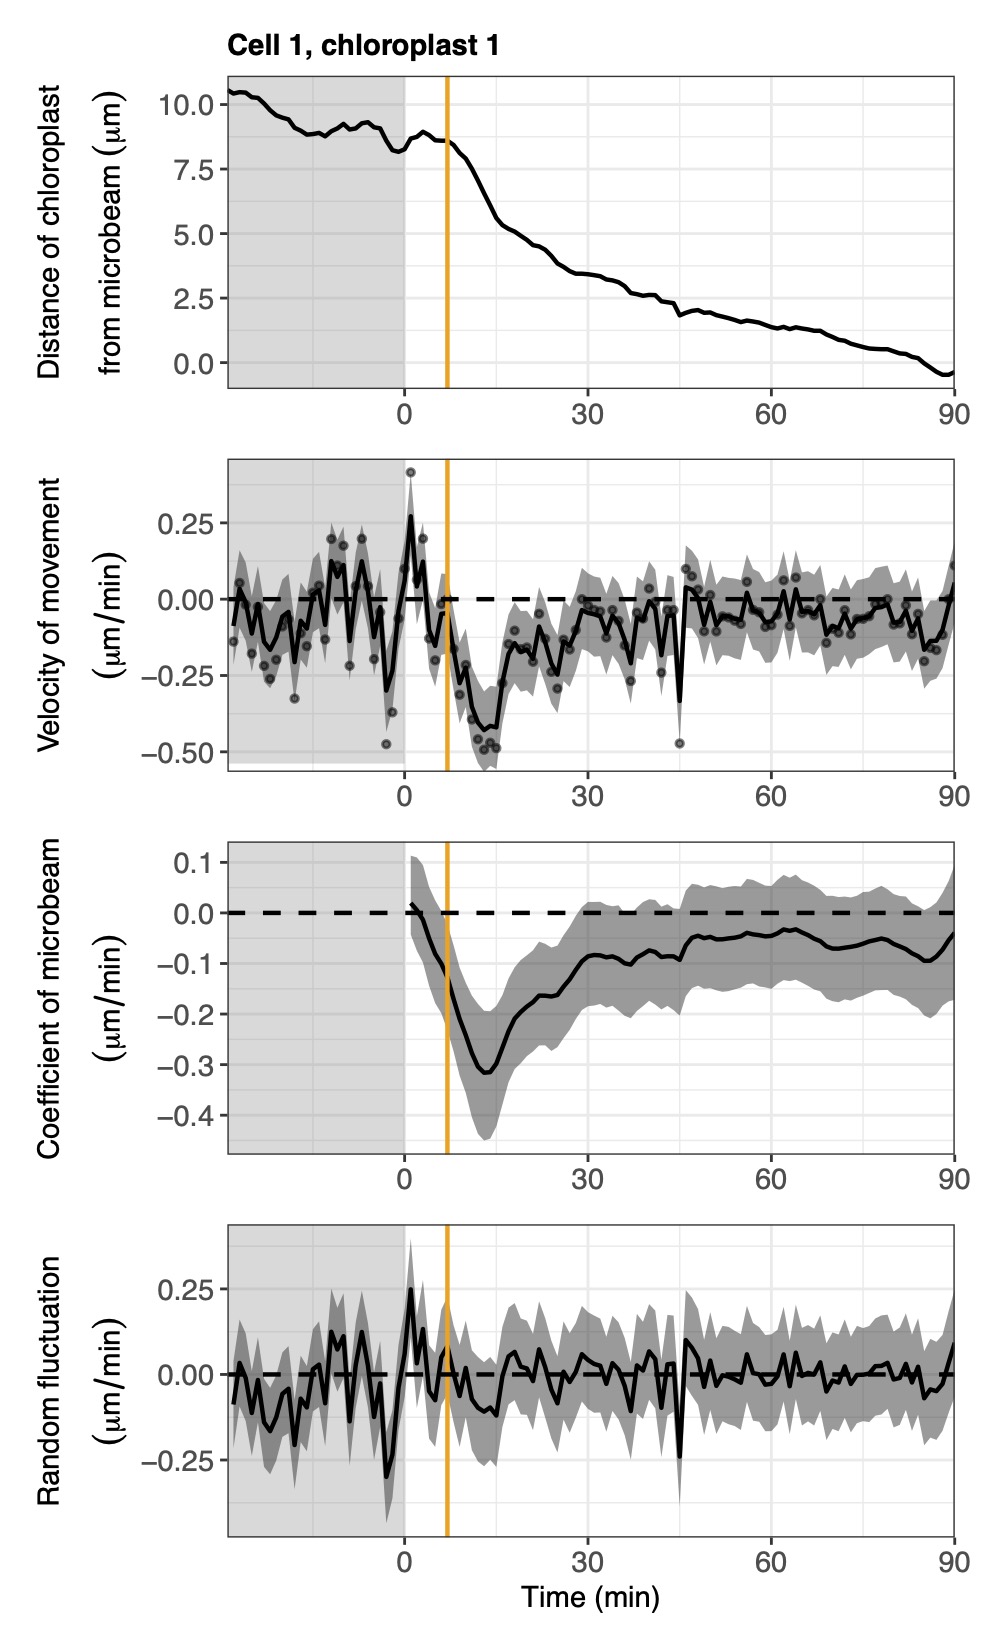 Cell 1, chloroplast 1
Distance of chloroplast
from microbeam (μm)
10.0
7.5
5.0
2.5
0.0
0 30 60 90
Velocity of movement
(μm/min)
0.25
0.00
−0.25
−0.50
0 30 60 90
Coefficient of microbeam
(μm/min)
0.1
0.0
−0.1
−0.2
−0.3
−0.4
0 30 60 90
Random fluctuation
(μm/min)
0.25
0.00
−0.25
0 30 60 90
Time (min)